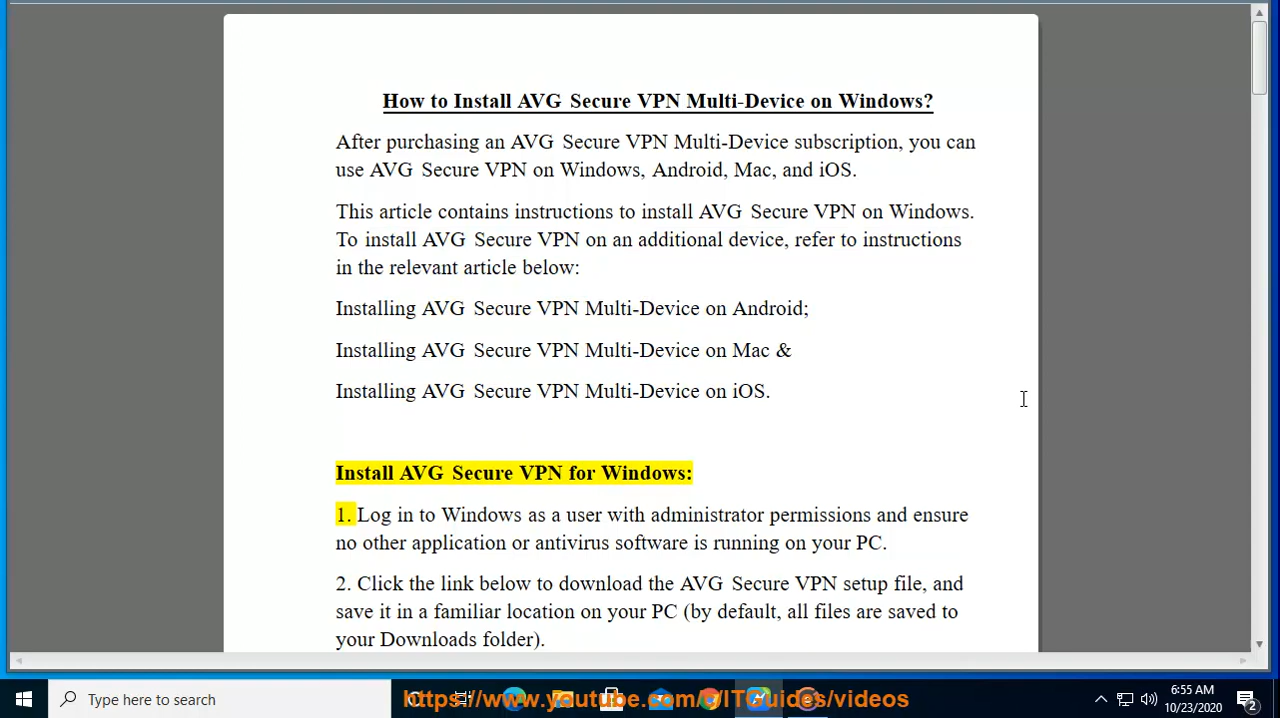 How to Install AVG Secure VPN Multi-Device on Windows?
After purchasing an AVG Secure VPN Multi-Device subscription, you can
use AVG Secure VPN on Windows, Android, Mac, and iOS.
This article contains instructions to install AVG Secure VPN on Windows.
To install AVG Secure VPN on an additional device, refer to instructions
in the relevant article below:
Installing AVG Secure VPN Multi-Device on Android;
Installing AVG Secure VPN Multi-Device on Mac &
Installing AVG Secure VPN Multi-Device on iOS.
Install AVG Secure VPN for Windows:
1. Log in to Windows as a user with administrator permissions and ensure
no other application or antivirus software is running on your PC.
2. Click the link below to download the AVG Secure VPN setup file, and
save it in a familiar location on your PC (by default, all files are saved to
your Downloads folder).
Type here to search
https://www.youtube.com/c/ITGuides/videos
6:55 AM
10/23/2020
2